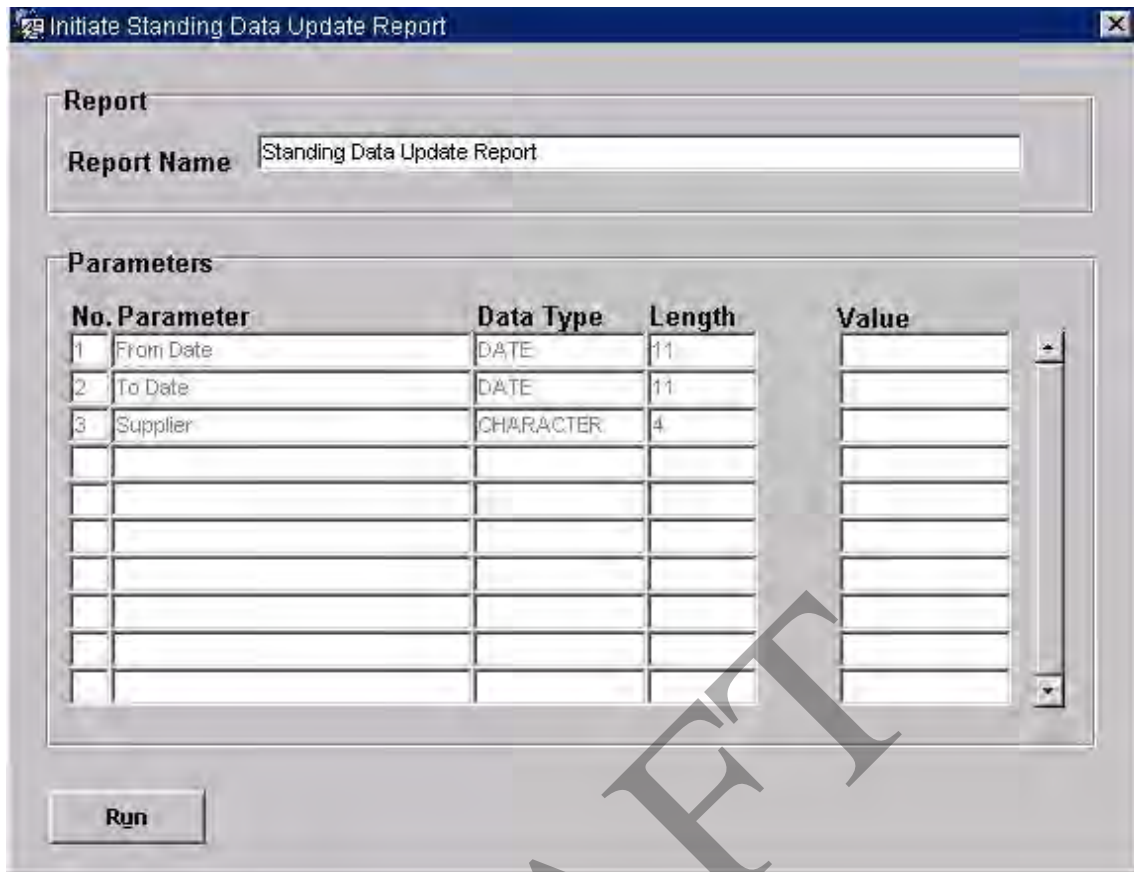 Initiate Standing Data Update Report
Report
Report Name Standing Data Update Report
Parameters
No. Parameter Data Type Length Value
1 From Date DATE 11
2 To Date DATE 11
3 Supplier CHARACTER 4
Run